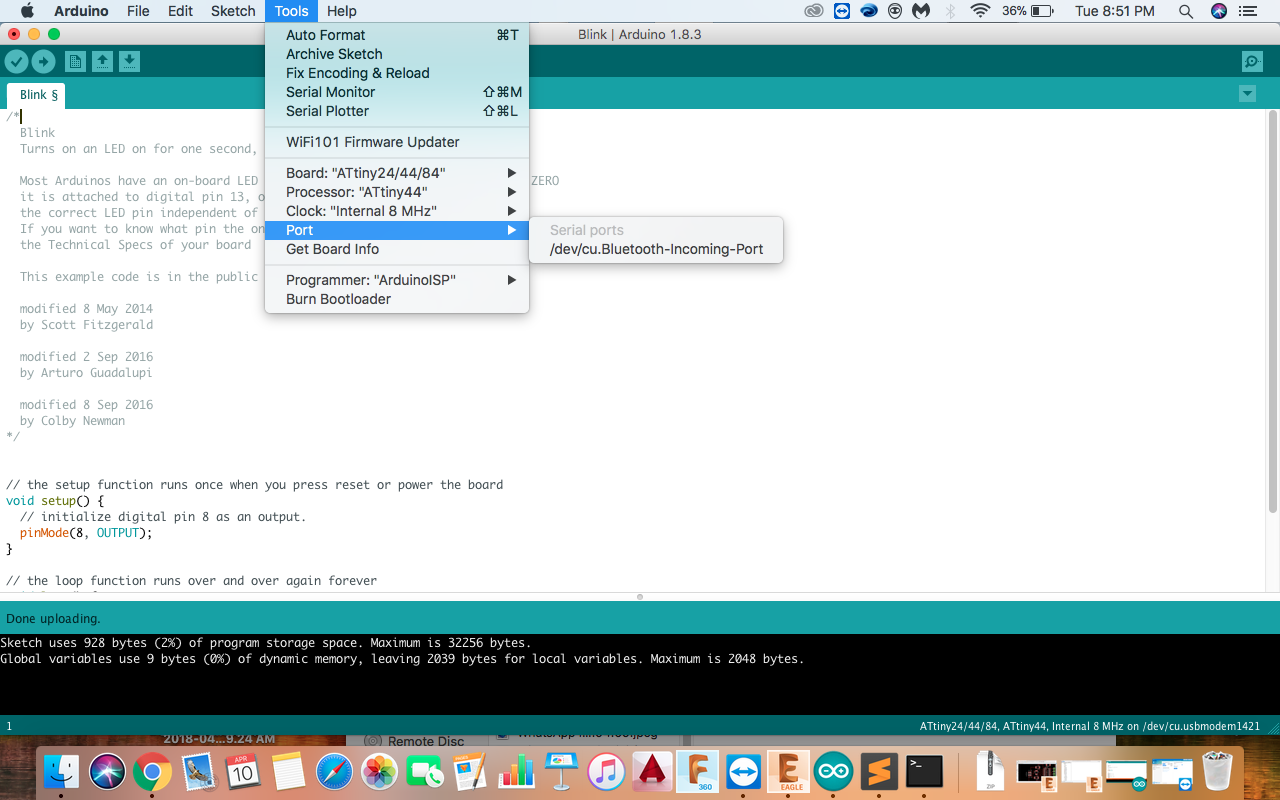 Arduino File Edit Sketch Tools Help 36% Tue 8:51 PM
Blink | Arduino 1.8.3
Auto Format ⌘T
Archive Sketch
Fix Encoding & Reload
Serial Monitor ⇧⌘M
Serial Plotter ⇧⌘L
WiFi101 Firmware Updater
Board: "ATtiny24/44/84"
Processor: "ATtiny44"
Clock: "Internal 8 MHz"
Port
Get Board Info
Programmer: "ArduinoISP"
Burn Bootloader
Serial ports
/dev/cu.Bluetooth-Incoming-Port
Blink §
/*
Blink
Turns on an LED on for one second,
Most Arduinos have an on-board LED ZERO
it is attached to digital pin 13, o
the correct LED pin independent of
If you want to know what pin the on
the Technical Specs of your board
This example code is in the public
modified 8 May 2014
by Scott Fitzgerald
modified 2 Sep 2016
by Arturo Guadalupi
modified 8 Sep 2016
by Colby Newman
*/
// the setup function runs once when you press reset or power the board
void setup() {
// initialize digital pin 8 as an output.
pinMode(8, OUTPUT);
}
// the loop function runs over and over again forever
Done uploading.
Sketch uses 928 bytes (2%) of program storage space. Maximum is 32256 bytes.
Global variables use 9 bytes (0%) of dynamic memory, leaving 2039 bytes for local variables. Maximum is 2048 bytes.
1 ATtiny24/44/84, ATtiny44, Internal 8 MHz on /dev/cu.usbmodem1421
2018-04...9.24 AM
Remote Disc
APR
10
F
360
E
EAGLE
>_
ZIP
E
E